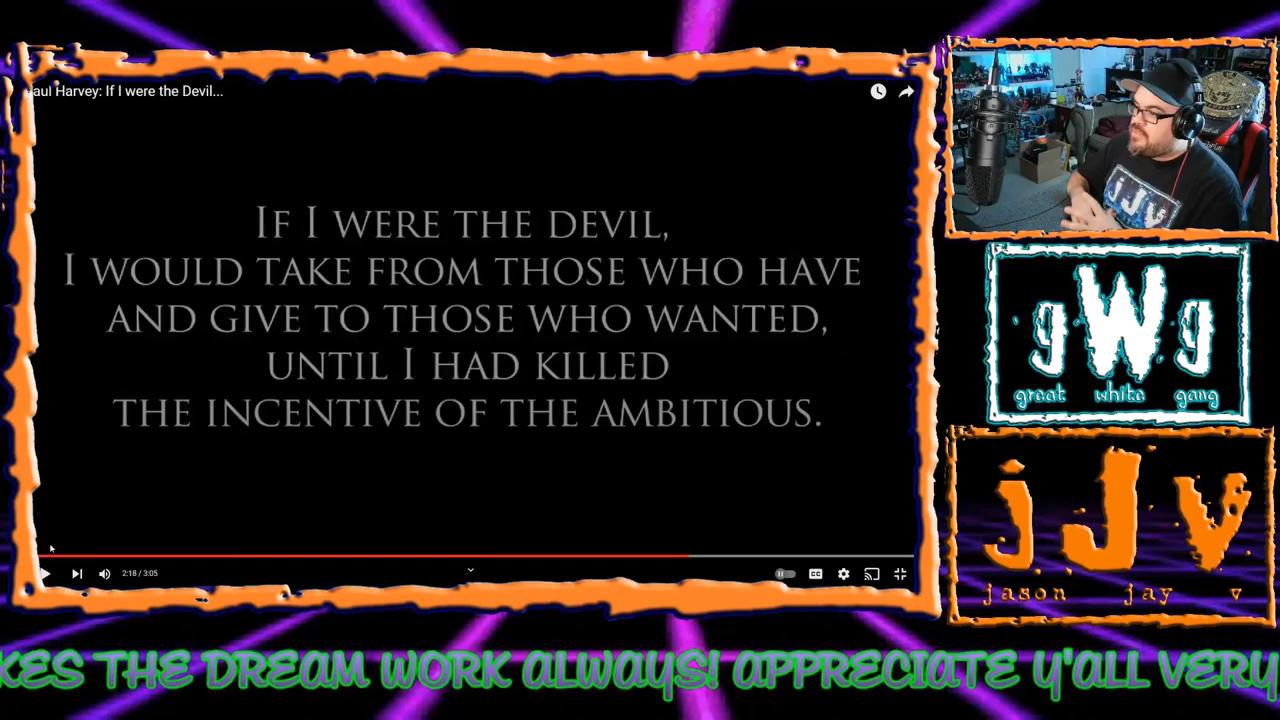 aul Harvey: If I were the Devil...
IF I WERE THE DEVIL,
I WOULD TAKE FROM THOSE WHO HAVE
AND GIVE TO THOSE WHO WANTED,
UNTIL I HAD KILLED
THE INCENTIVE OF THE AMBITIOUS.
2:18 / 3:05
CC
jJv
gWg
great white gang
jJv
jason jay v
KES THE DREAM WORK ALWAYS! APPRECIATE Y'ALL VERY